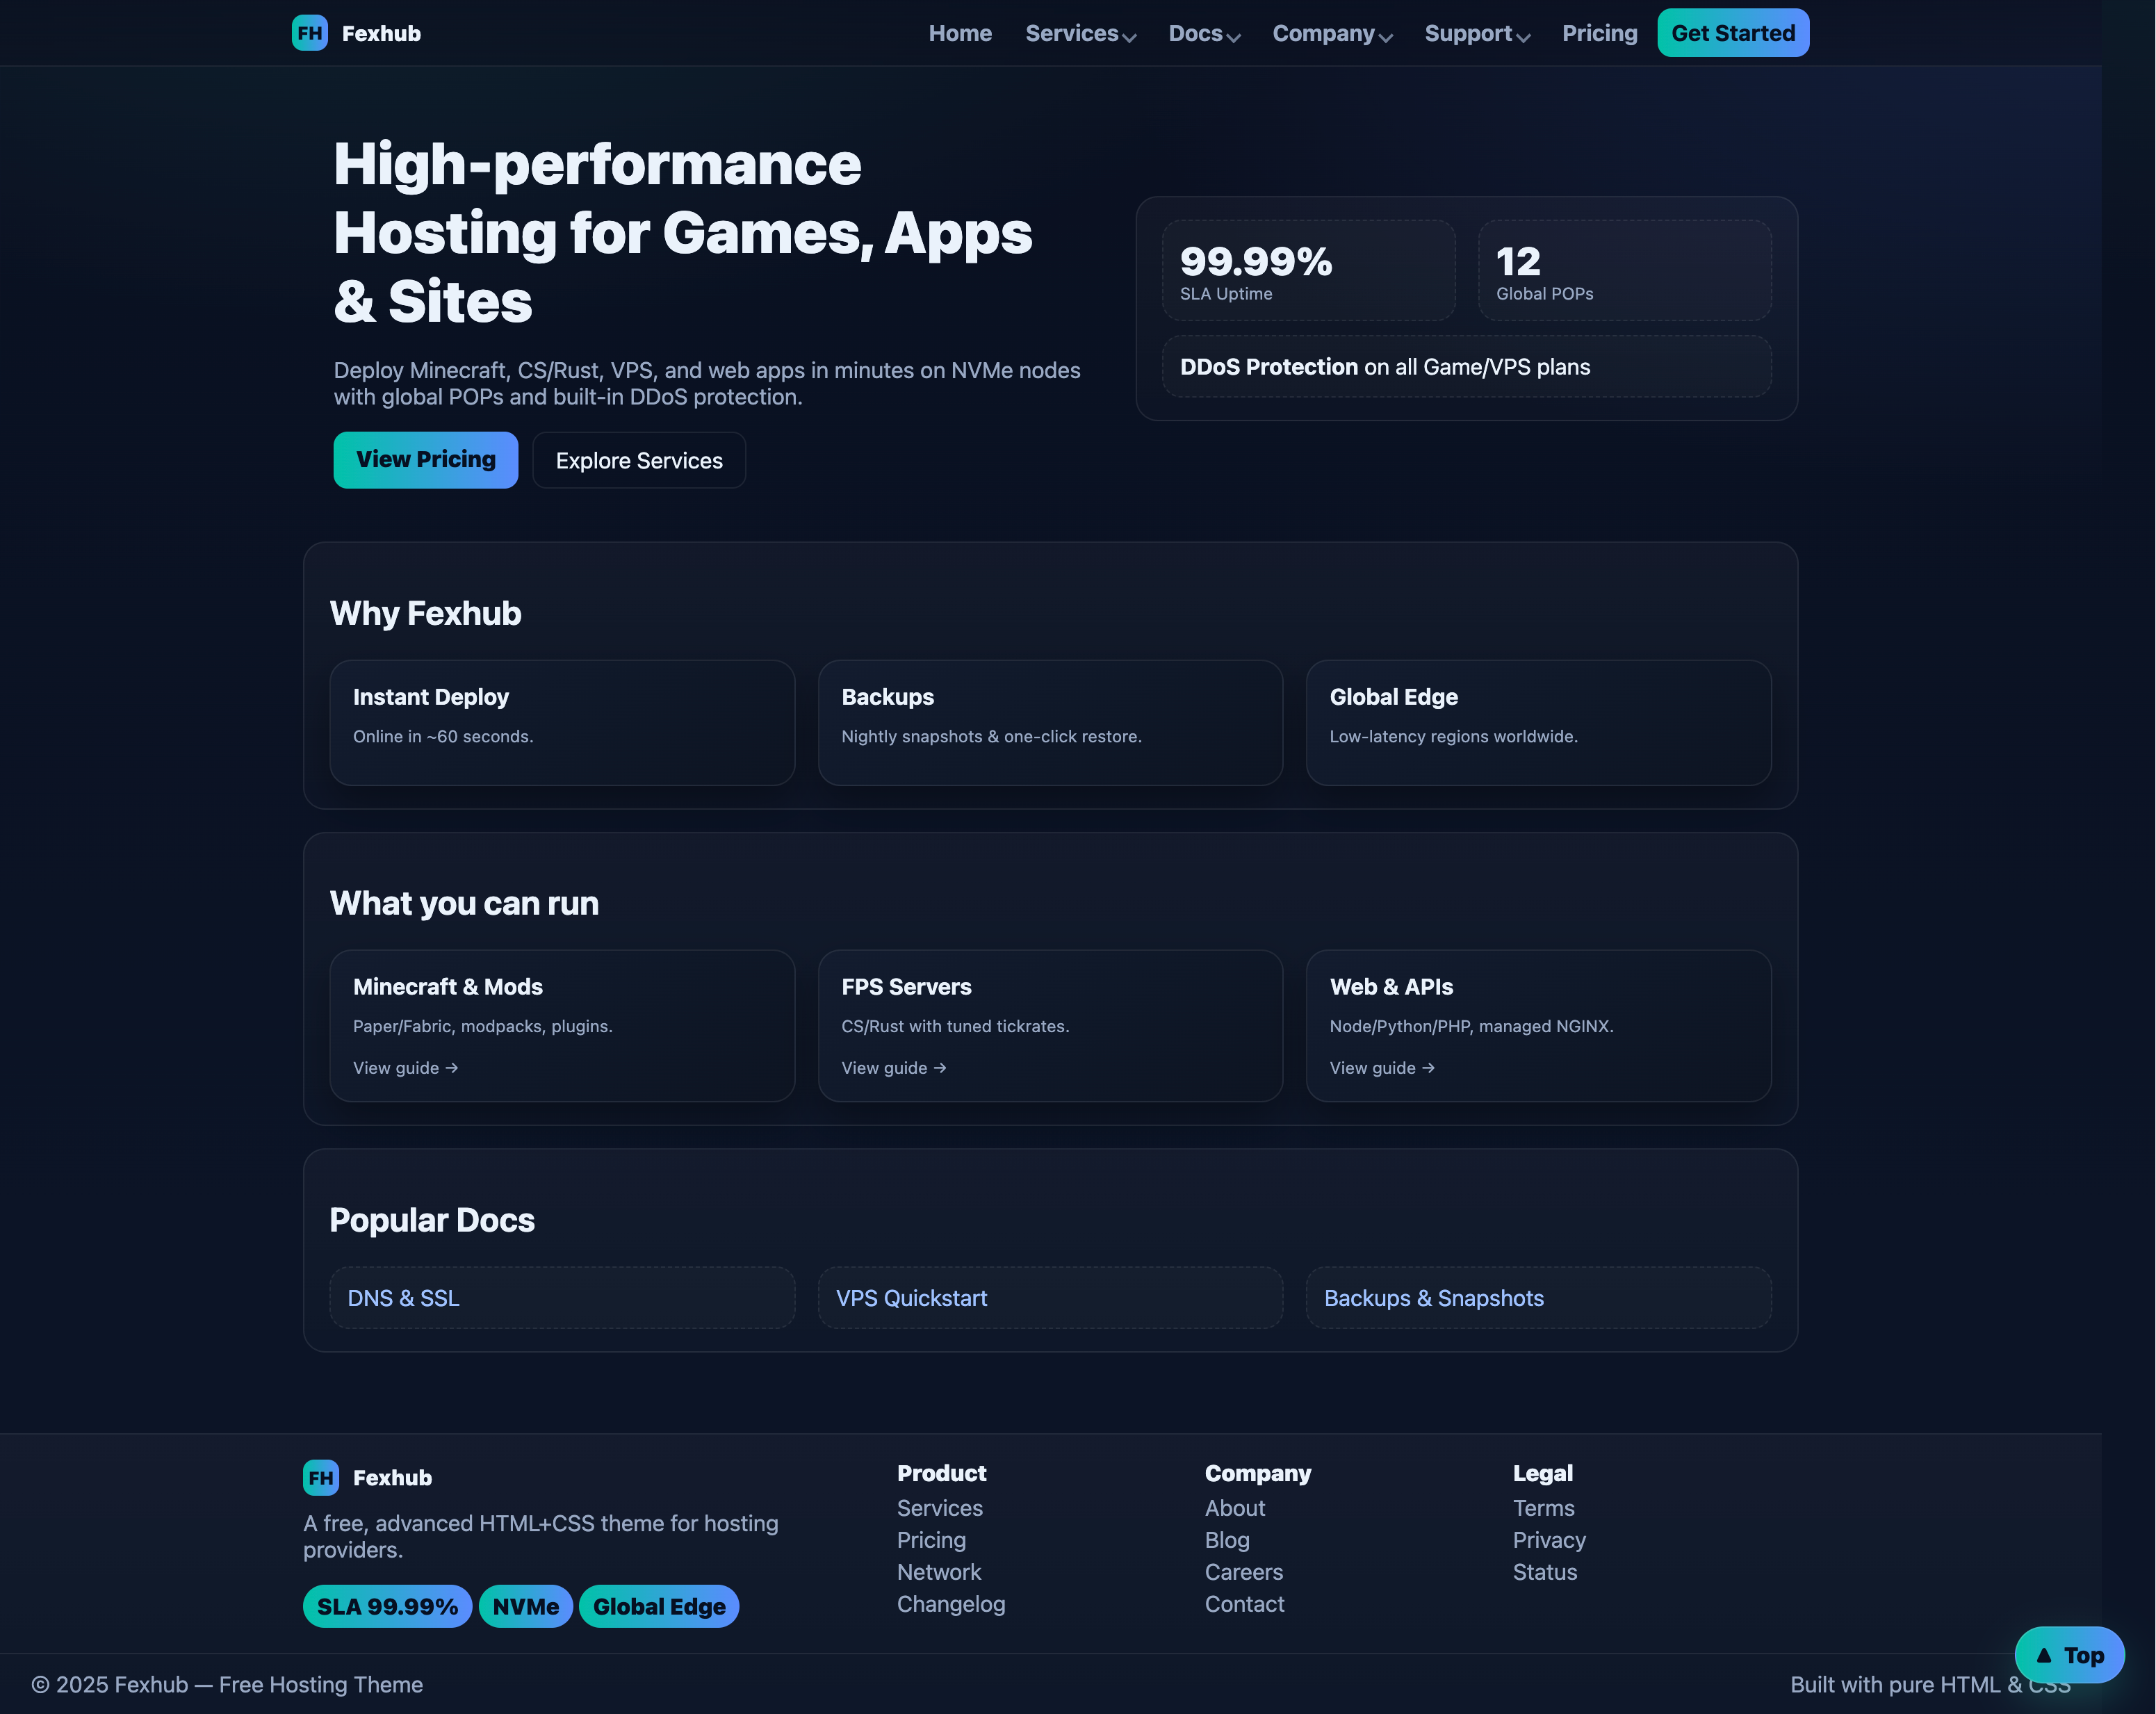 FH Fexhub Home Services Docs Company Support Pricing Get Started
High-performance
Hosting for Games, Apps
& Sites
Deploy Minecraft, CS/Rust, VPS, and web apps in minutes on NVMe nodes
with global POPs and built-in DDoS protection.
View Pricing Explore Services
99.99%
SLA Uptime
12
Global POPs
DDoS Protection on all Game/VPS plans
Why Fexhub
Instant Deploy
Online in ~60 seconds.
Backups
Nightly snapshots & one-click restore.
Global Edge
Low-latency regions worldwide.
What you can run
Minecraft & Mods
Paper/Fabric, modpacks, plugins.
View guide →
FPS Servers
CS/Rust with tuned tickrates.
View guide →
Web & APIs
Node/Python/PHP, managed NGINX.
View guide →
Popular Docs
DNS & SSL
VPS Quickstart
Backups & Snapshots
FH Fexhub
A free, advanced HTML+CSS theme for hosting
providers.
SLA 99.99% NVMe Global Edge
Product
Services
Pricing
Network
Changelog
Company
About
Blog
Careers
Contact
Legal
Terms
Privacy
Status
▲ Top
© 2025 Fexhub — Free Hosting Theme
Built with pure HTML & CSS